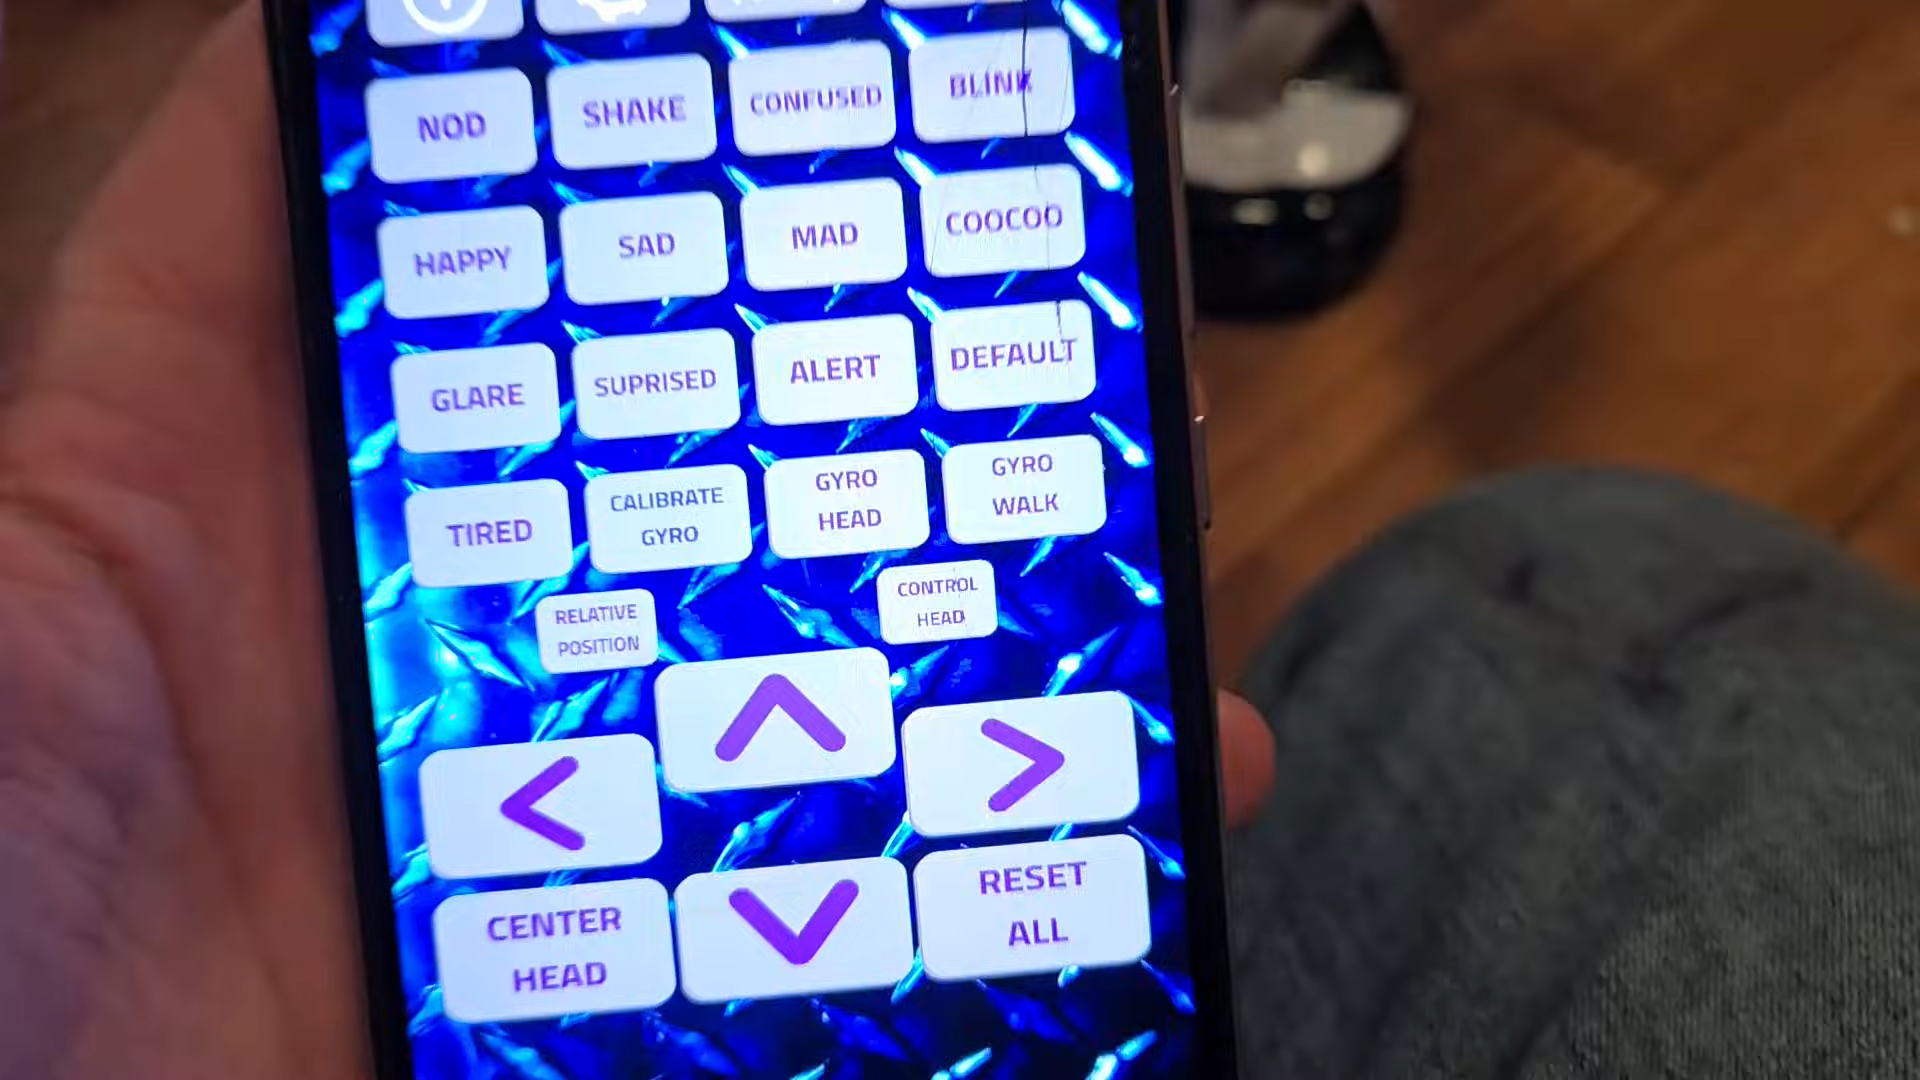 NOD
SHAKE
CONFUSED
BLINK
HAPPY
SAD
MAD
COOCOO
GLARE
SUPRISED
ALERT
DEFAULT
TIRED
CALIBRATE
GYRO
GYRO
HEAD
GYRO
WALK
RELATIVE
POSITION
CONTROL
HEAD
CENTER
HEAD
RESET
ALL